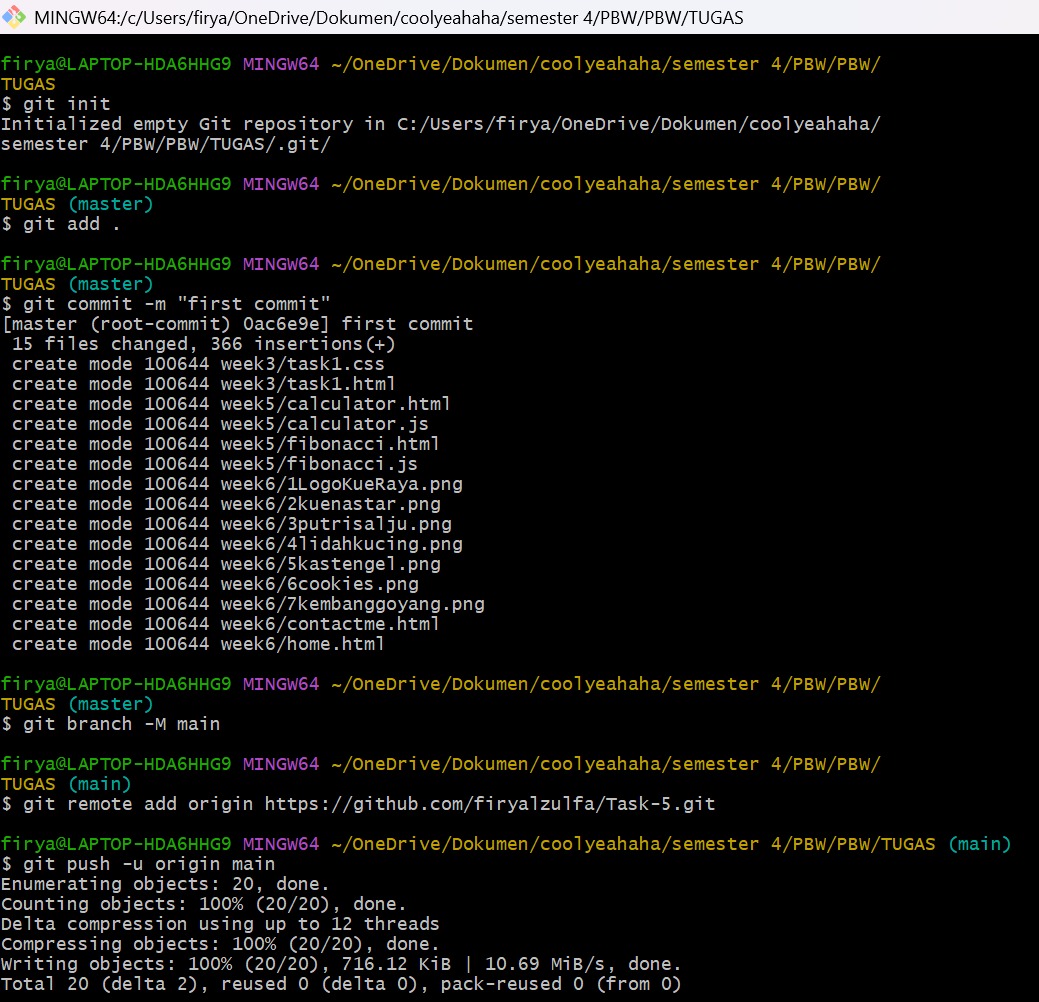 MINGW64:/c/Users/firya/OneDrive/Dokumen/coolyeahaha/semester 4/PBW/PBW/TUGAS
firya@LAPTOP-HDA6HHG9 MINGW64 ~/OneDrive/Dokumen/coolyeahaha/semester 4/PBW/PBW/
TUGAS
$ git init
Initialized empty Git repository in C:/Users/firya/OneDrive/Dokumen/coolyeahaha/
semester 4/PBW/PBW/TUGAS/.git/
firya@LAPTOP-HDA6HHG9 MINGW64 ~/OneDrive/Dokumen/coolyeahaha/semester 4/PBW/PBW/
TUGAS (master)
$ git add .
firya@LAPTOP-HDA6HHG9 MINGW64 ~/OneDrive/Dokumen/coolyeahaha/semester 4/PBW/PBW/
TUGAS (master)
$ git commit -m "first commit"
[master (root-commit) 0ac6e9e] first commit
 15 files changed, 366 insertions(+)
 create mode 100644 week3/task1.css
 create mode 100644 week3/task1.html
 create mode 100644 week5/calculator.html
 create mode 100644 week5/calculator.js
 create mode 100644 week5/fibonacci.html
 create mode 100644 week5/fibonacci.js
 create mode 100644 week6/1LogoKueRaya.png
 create mode 100644 week6/2kuenastar.png
 create mode 100644 week6/3putrisalju.png
 create mode 100644 week6/4lidahkucing.png
 create mode 100644 week6/5kastengel.png
 create mode 100644 week6/6cookies.png
 create mode 100644 week6/7kembanggoyang.png
 create mode 100644 week6/contactme.html
 create mode 100644 week6/home.html
firya@LAPTOP-HDA6HHG9 MINGW64 ~/OneDrive/Dokumen/coolyeahaha/semester 4/PBW/PBW/
TUGAS (master)
$ git branch -M main
firya@LAPTOP-HDA6HHG9 MINGW64 ~/OneDrive/Dokumen/coolyeahaha/semester 4/PBW/PBW/
TUGAS (main)
$ git remote add origin https://github.com/firyalzulfa/Task-5.git
firya@LAPTOP-HDA6HHG9 MINGW64 ~/OneDrive/Dokumen/coolyeahaha/semester 4/PBW/PBW/TUGAS (main)
$ git push -u origin main
Enumerating objects: 20, done.
Counting objects: 100% (20/20), done.
Delta compression using up to 12 threads
Compressing objects: 100% (20/20), done.
Writing objects: 100% (20/20), 716.12 KiB | 10.69 MiB/s, done.
Total 20 (delta 2), reused 0 (delta 0), pack-reused 0 (from 0)